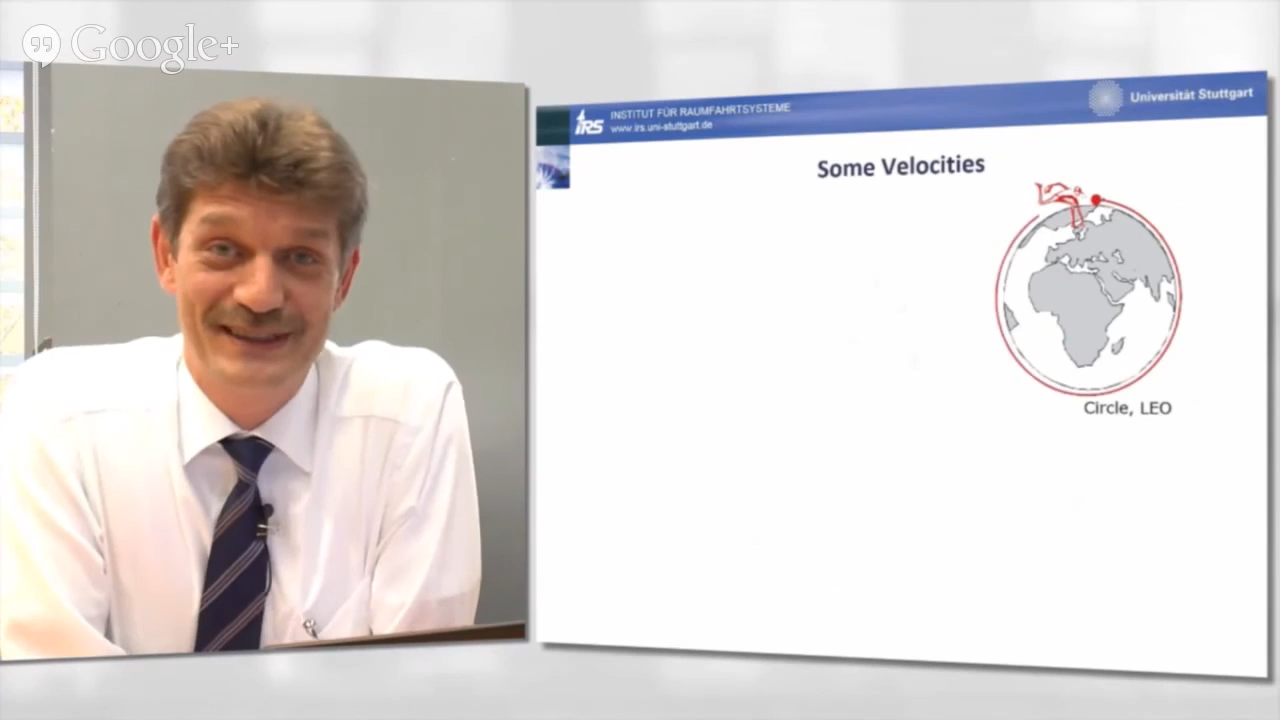 Google+
IRS
INSTITUT FÜR RAUMFAHRTSYSTEME
www.irs.uni-stuttgart.de
Universität Stuttgart
Some Velocities
Circle, LEO